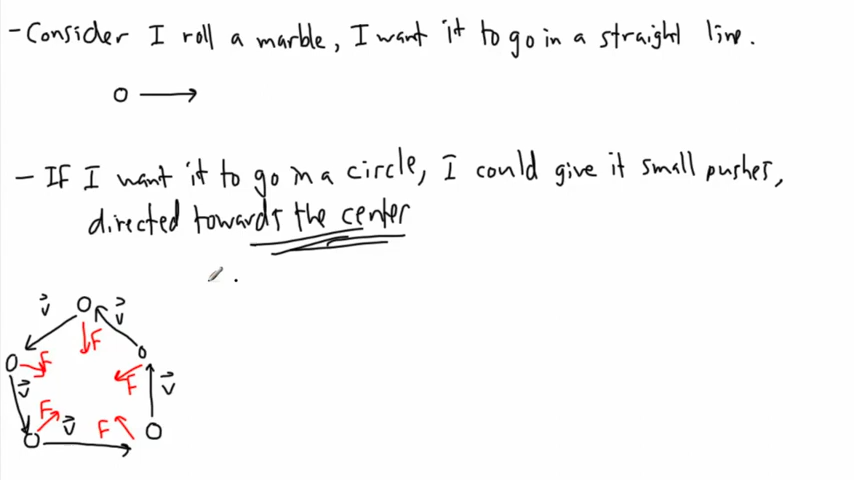 - Consider I roll a marble, I want it to go in a straight line.
- If I want it to go in a circle, I could give it small pushes,
directed towards the center
v v
F
F F
v v
F
F v